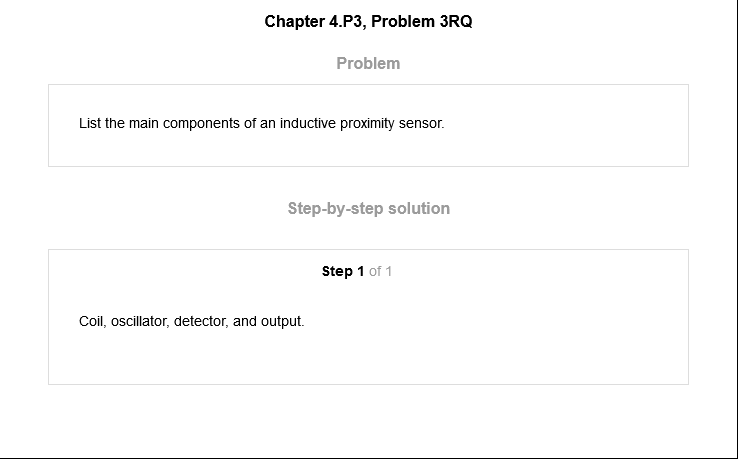 Chapter 4.P3, Problem 3RQ
Problem
List the main components of an inductive proximity sensor.
Step-by-step solution
Step 1 of 1
Coil, oscillator, detector, and output.